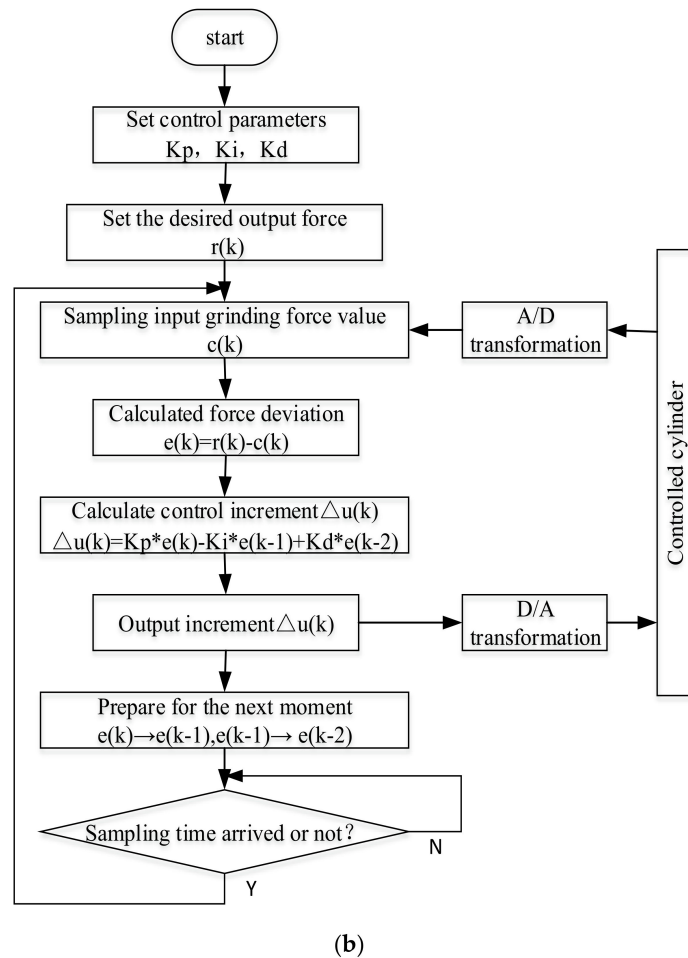 start
Set control parameters
Kp，Ki，Kd
Set the desired output force
r(k)
Sampling input grinding force value
c(k)
A/D
transformation
Controlled cylinder
Calculated force deviation
e(k)=r(k)-c(k)
Calculate control increment△u(k)
△u(k)=Kp*e(k)-Ki*e(k-1)+Kd*e(k-2)
Output increment△u(k)
D/A
transformation
Prepare for the next moment
e(k)→e(k-1),e(k-1)→ e(k-2)
Sampling time arrived or not？
N
Y
(b)